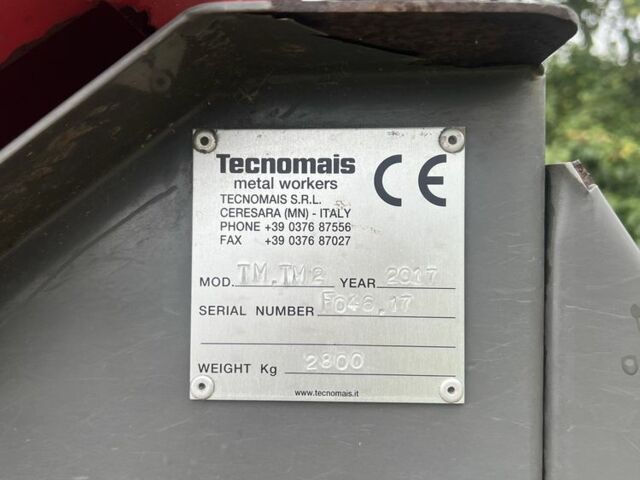 Tecnomais
metal workers
CE
TECNOMAIS S.R.L.
CERESARA (MN) - ITALY
PHONE +39 0376 87556
FAX +39 0376 87027
MOD. TM.TM2 YEAR 2017
SERIAL NUMBER F046.17
WEIGHT Kg 2800
www.tecnomais.it